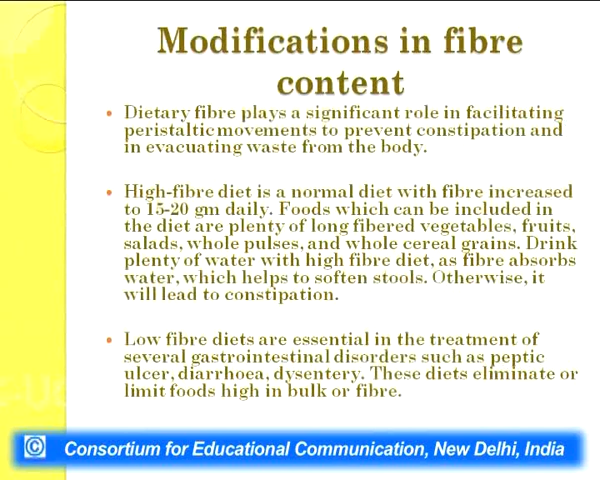 Modifications in fibre
content
• Dietary fibre plays a significant role in facilitating
peristaltic movements to prevent constipation and
in evacuating waste from the body.
• High-fibre diet is a normal diet with fibre increased
to 15-20 gm daily. Foods which can be included in
the diet are plenty of long fibered vegetables, fruits,
salads, whole pulses, and whole cereal grains. Drink
plenty of water with high fibre diet, as fibre absorbs
water, which helps to soften stools. Otherwise, it
will lead to constipation.
• Low fibre diets are essential in the treatment of
several gastrointestinal disorders such as peptic
ulcer, diarrhoea, dysentery. These diets eliminate or
limit foods high in bulk or fibre.
© Consortium for Educational Communication, New Delhi, India